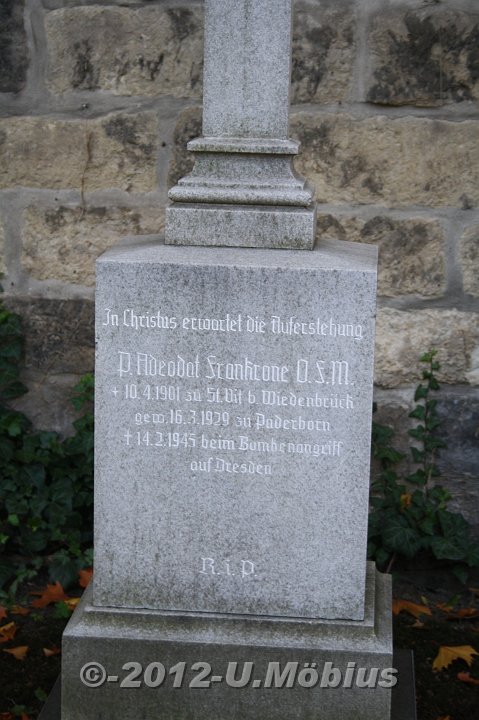 In Christus erwartet die Auferstehung
P. Adeodat Frankrone O.F.M.
+ 10.4.1901 zu St. Vit b. Wiedenbrück
gew. 16.3.1929 zu Paderborn
† 14.2.1945 beim Bombenangriff
auf Dresden
R.i.P.
©-2012-U.Möbius